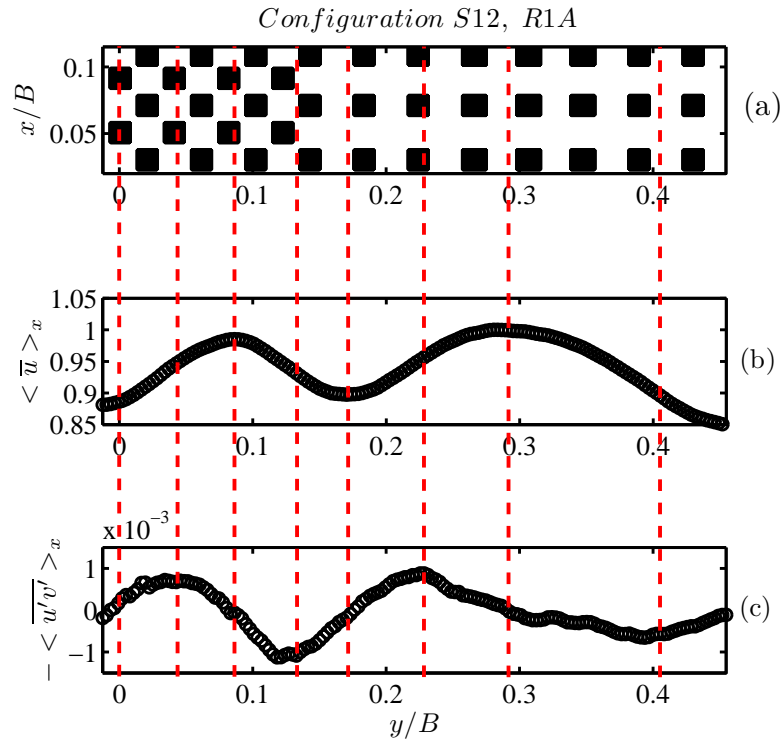 Configuration S12, R1A
0.1
0.05
x/B
0 0.1 0.2 0.3 0.4
(a)
1.05
1
0.95
0.9
0.85
< u̅ >ₓ
0 0.1 0.2 0.3 0.4
(b)
x 10⁻³
1
0
−1
− < u̅'̅v̅'̅ >ₓ
0 0.1 0.2 0.3 0.4
(c)
y/B